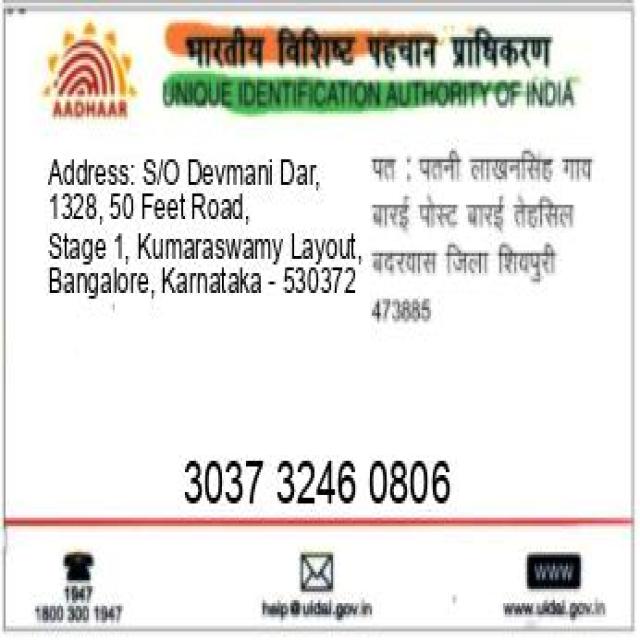 भारतीय विशिष्ट पहचान प्राधिकरण
AADHAAR
UNIQUE IDENTIFICATION AUTHORITY OF INDIA
Address: S/O Devmani Dar,
1328, 50 Feet Road,
Stage 1, Kumaraswamy Layout,
Bangalore, Karnataka - 530372
पत : पतनी लाखनसिंह गाय
बारई पोस्ट बारई तेहसिल
बदरवास जिला शिवपुरी
473885
3037 3246 0806
1947
1800 300 1947
help@uidai.gov.in
WWW
www.uidai.gov.in